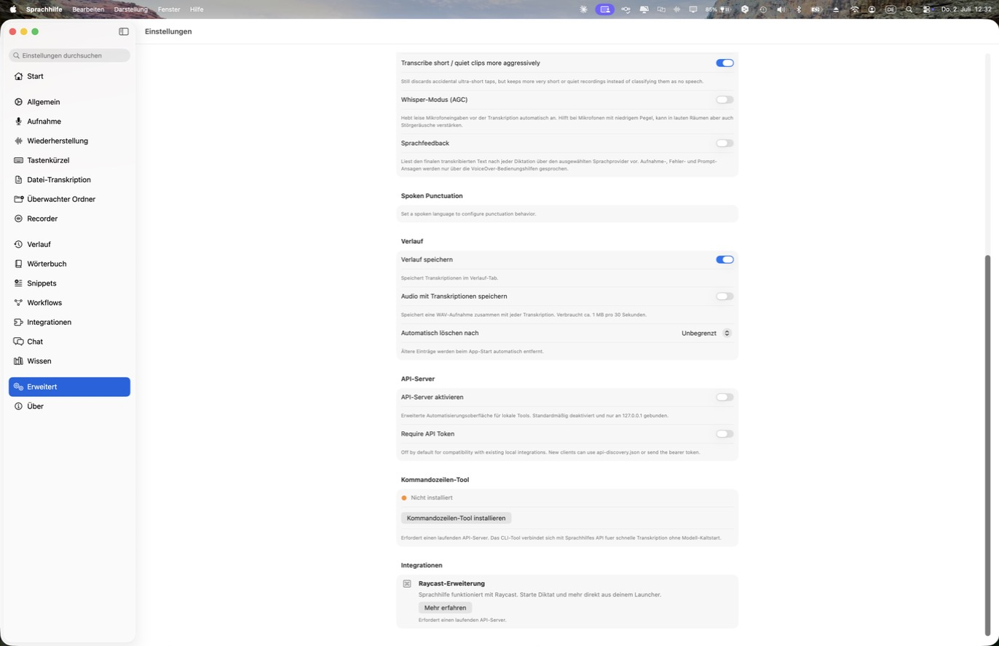 Sprachhilfe Bearbeiten Darstellung Fenster Hilfe 85% DE Do. 2. Juli 12:32
Einstellungen
Einstellungen durchsuchen
Start
Allgemein
Aufnahme
Wiederherstellung
Tastenkürzel
Datei-Transkription
Überwachter Ordner
Recorder
Verlauf
Wörterbuch
Snippets
Workflows
Integrationen
Chat
Wissen
Erweitert
Über
Transcribe short / quiet clips more aggressively
Still discards accidental ultra-short taps, but keeps more very short or quiet recordings instead of classifying them as no speech.
Whisper-Modus (AGC)
Hebt leise Mikrofoneingaben vor der Transkription automatisch an. Hilft bei Mikrofonen mit niedrigem Pegel, kann in lauten Räumen aber auch
Störgeräusche verstärken.
Sprachfeedback
Liest den finalen transkribierten Text nach jeder Diktation über den ausgewählten Sprachprovider vor. Aufnahme-, Fehler- und Prompt-
Ansagen werden nur über die VoiceOver-Bedienungshilfen gesprochen.
Spoken Punctuation
Set a spoken language to configure punctuation behavior.
Verlauf
Verlauf speichern
Speichert Transkriptionen im Verlauf-Tab.
Audio mit Transkriptionen speichern
Speichert eine WAV-Aufnahme zusammen mit jeder Transkription. Verbraucht ca. 1 MB pro 30 Sekunden.
Automatisch löschen nach Unbegrenzt
Ältere Einträge werden beim App-Start automatisch entfernt.
API-Server
API-Server aktivieren
Erweiterte Automatisierungsoberfläche für lokale Tools. Standardmäßig deaktiviert und nur an 127.0.0.1 gebunden.
Require API Token
Off by default for compatibility with existing local integrations. New clients can use api-discovery.json or send the bearer token.
Kommandozeilen-Tool
Nicht installiert
Kommandozeilen-Tool installieren
Erfordert einen laufenden API-Server. Das CLI-Tool verbindet sich mit Sprachhilfes API fuer schnelle Transkription ohne Modell-Kaltstart.
Integrationen
Raycast-Erweiterung
Sprachhilfe funktioniert mit Raycast. Starte Diktat und mehr direkt aus deinem Launcher.
Mehr erfahren
Erfordert einen laufenden API-Server.